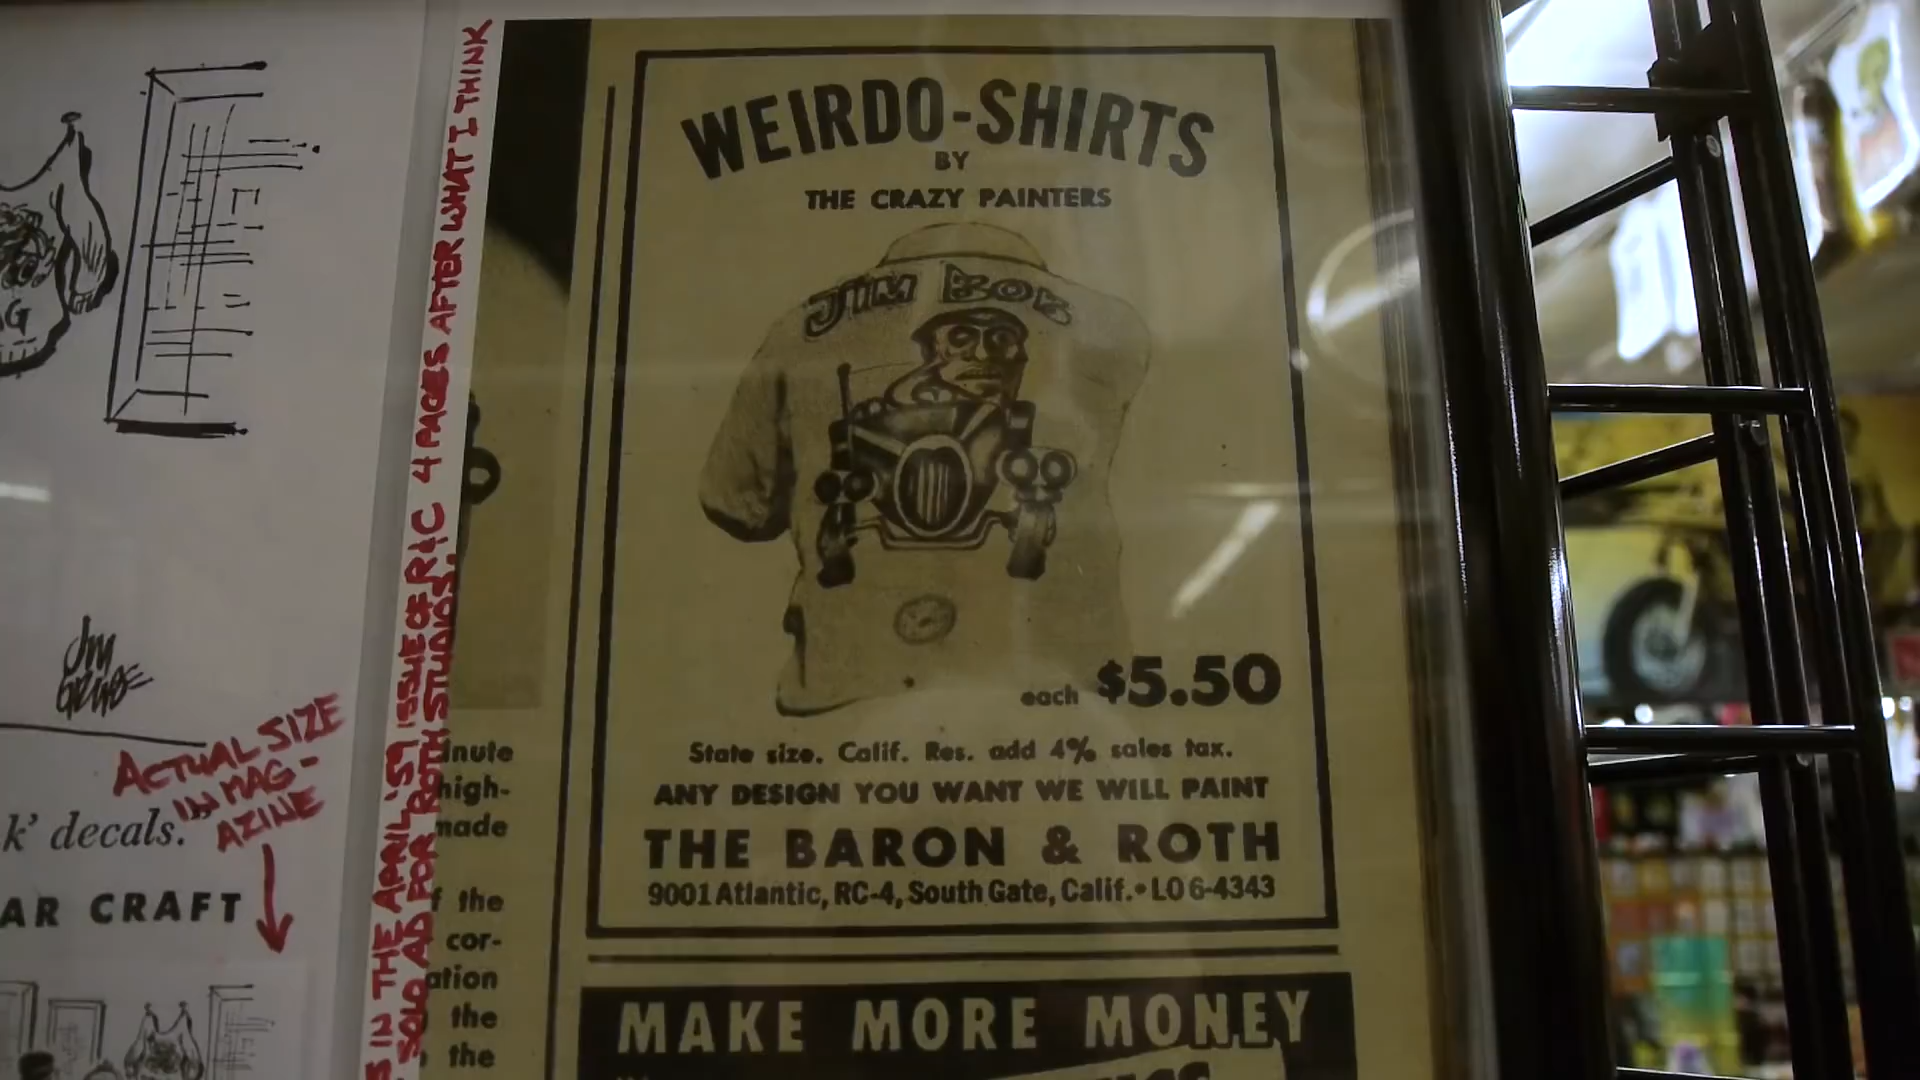 WEIRDO-SHIRTS
BY
THE CRAZY PAINTERS
JIM BOB
each $5.50
State size. Calif. Res. add 4% sales tax.
ANY DESIGN YOU WANT WE WILL PAINT
THE BARON & ROTH
9001 Atlantic, RC-4, South Gate, Calif. • LO 6-4343
MAKE MORE MONEY
IN THE APRIL '59 ISSUE OF R&C 4 PAGES AFTER WHAT I THINK
SOLO AD FOR ROTH STUDIOS.
inute
high-
made
f the
cor-
ation
the
the
ACTUAL SIZE
IN MAG-
AZINE
k' decals."
AR CRAFT